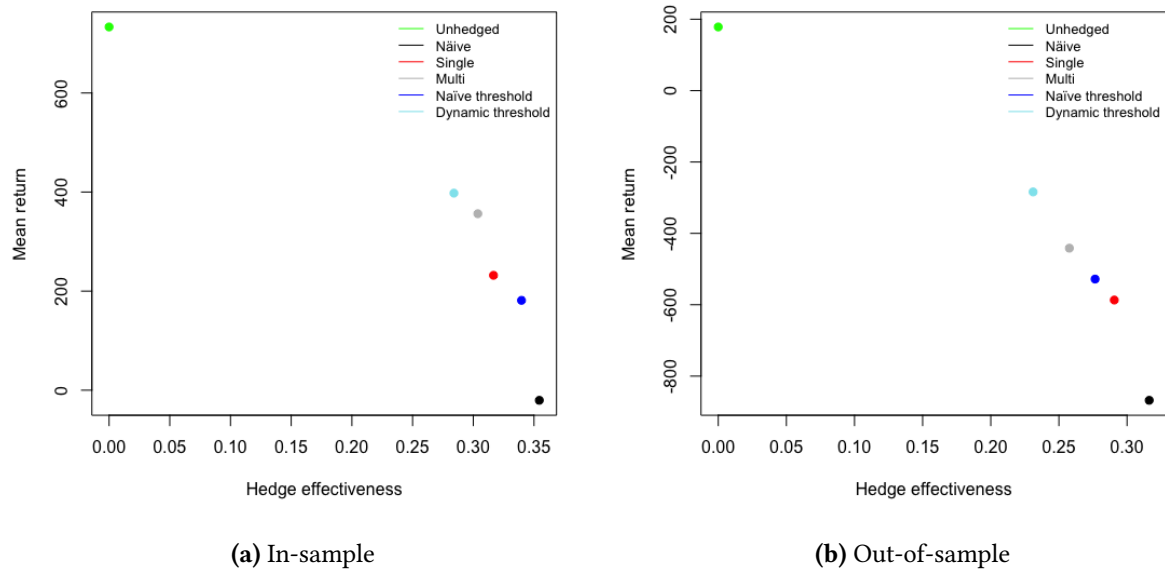 Unhedged
Näive
Single
Multi
Naïve threshold
Dynamic threshold
Mean return
600
400
200
0
0.00 0.05 0.10 0.15 0.20 0.25 0.30 0.35
Hedge effectiveness
(a) In-sample
Unhedged
Näive
Single
Multi
Naïve threshold
Dynamic threshold
Mean return
200
0
-200
-400
-600
-800
0.00 0.05 0.10 0.15 0.20 0.25 0.30
Hedge effectiveness
(b) Out-of-sample